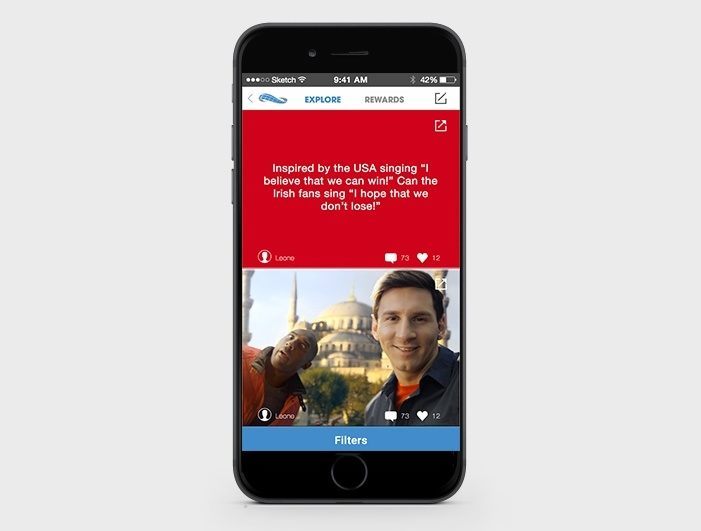 Sketch 9:41 AM 42%
EXPLORE REWARDS
Inspired by the USA singing “I
believe that we can win!” Can the
Irish fans sing “I hope that we
don’t lose!”
Leono 73 12
Leono 73 12
Filters